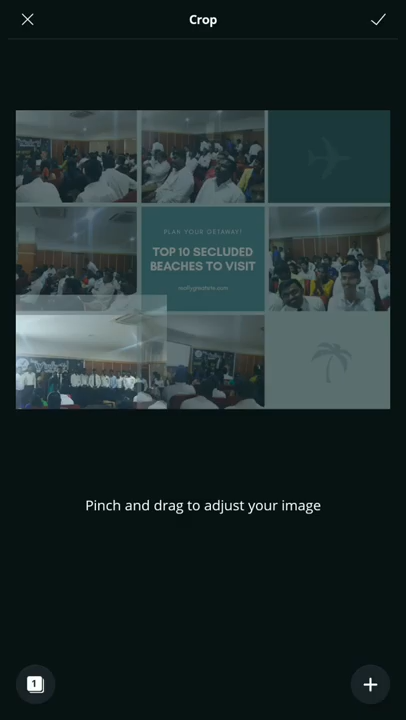 Crop
PLAN YOUR GETAWAY!
TOP 10 SECLUDED
BEACHES TO VISIT
Pinch and drag to adjust your image
1